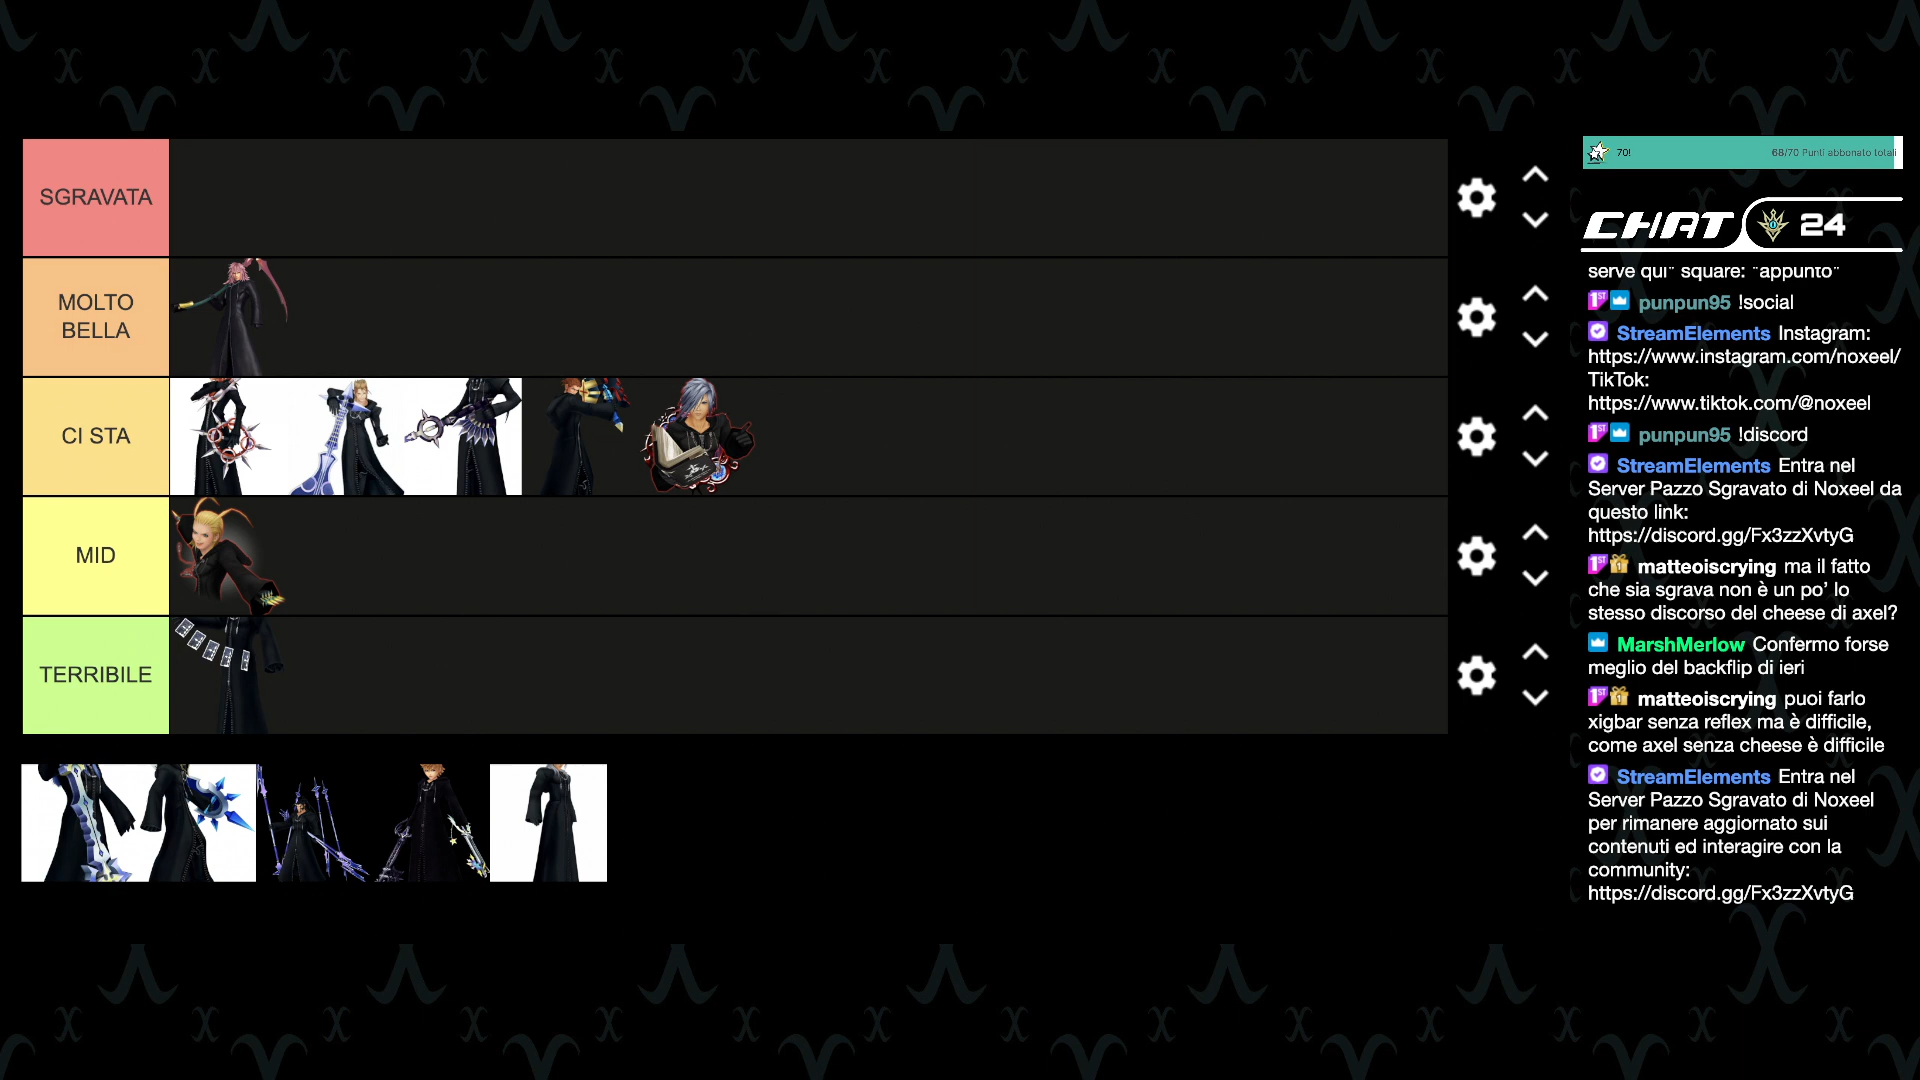 SGRAVATA
MOLTO
BELLA
CI STA
MID
TERRIBILE
70!
68/70 Punti abbonato totali
CHAT 24
serve qui" square: "appunto"
punpun95 !social
StreamElements Instagram:
https://www.instagram.com/noxeel/
TikTok:
https://www.tiktok.com/@noxeel
punpun95 !discord
StreamElements Entra nel
Server Pazzo Sgravato di Noxeel da
questo link:
https://discord.gg/Fx3zzXvtyG
matteoiscrying ma il fatto
che sia sgrava non è un po’ lo
stesso discorso del cheese di axel?
MarshMerlow Confermo forse
meglio del backflip di ieri
matteoiscrying puoi farlo
xigbar senza reflex ma è difficile,
come axel senza cheese è difficile
StreamElements Entra nel
Server Pazzo Sgravato di Noxeel
per rimanere aggiornato sui
contenuti ed interagire con la
community:
https://discord.gg/Fx3zzXvtyG